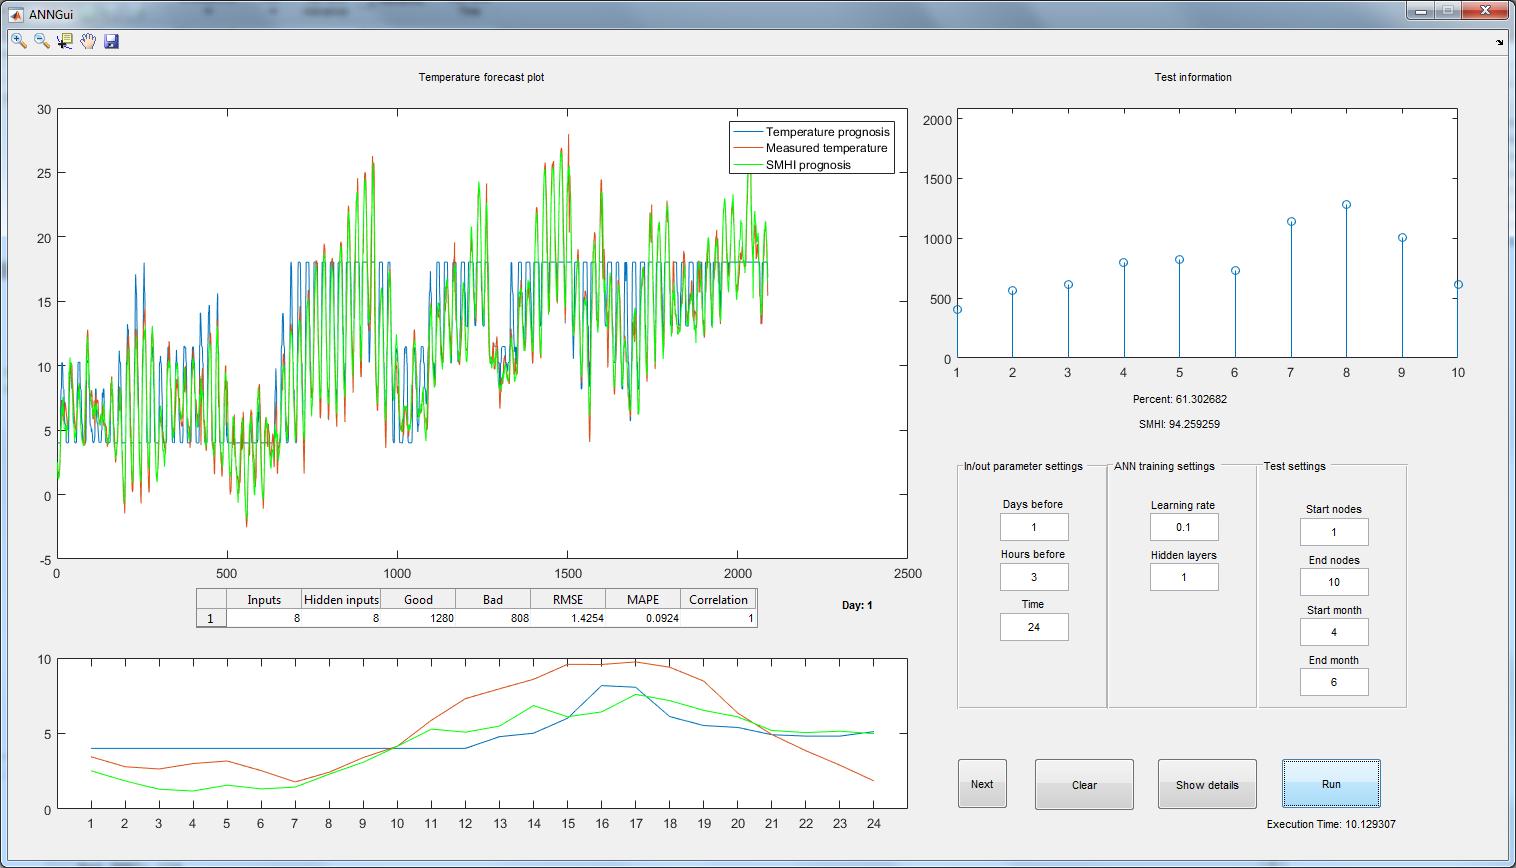 ANNGui
Temperature forecast plot
30
25
20
15
10
5
0
-5
0 500 1000 1500 2000 2500
Temperature prognosis
Measured temperature
SMHI prognosis
Inputs Hidden inputs Good Bad RMSE MAPE Correlation
1 8 8 1280 808 1.4254 0.0924 1
Day: 1
10
5
0
1 2 3 4 5 6 7 8 9 10 11 12 13 14 15 16 17 18 19 20 21 22 23 24
Test information
2000
1500
1000
500
0
1 2 3 4 5 6 7 8 9 10
Percent: 61.302682
SMHI: 94.259259
In/out parameter settings
Days before
1
Hours before
3
Time
24
ANN training settings
Learning rate
0.1
Hidden layers
1
Test settings
Start nodes
1
End nodes
10
Start month
4
End month
6
Next Clear Show details Run
Execution Time: 10.129307